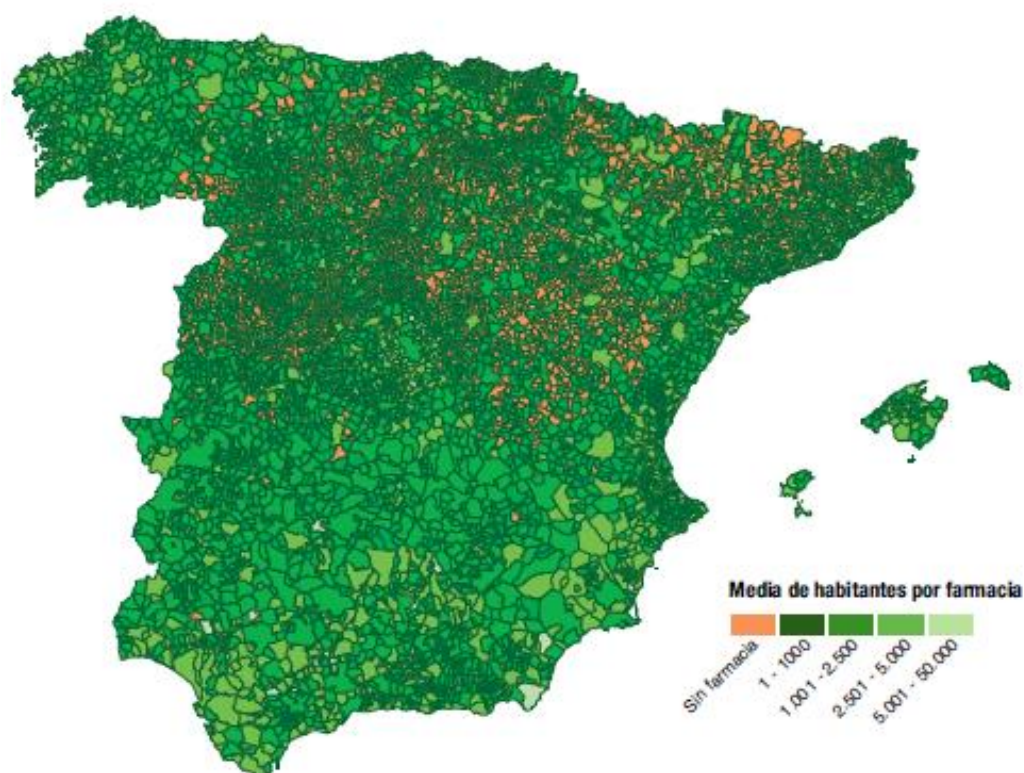 Media de habitantes por farmacia
Sin farmacia
1 - 1000
1.001 - 2.500
2.501 - 5.000
5.001 - 50.000